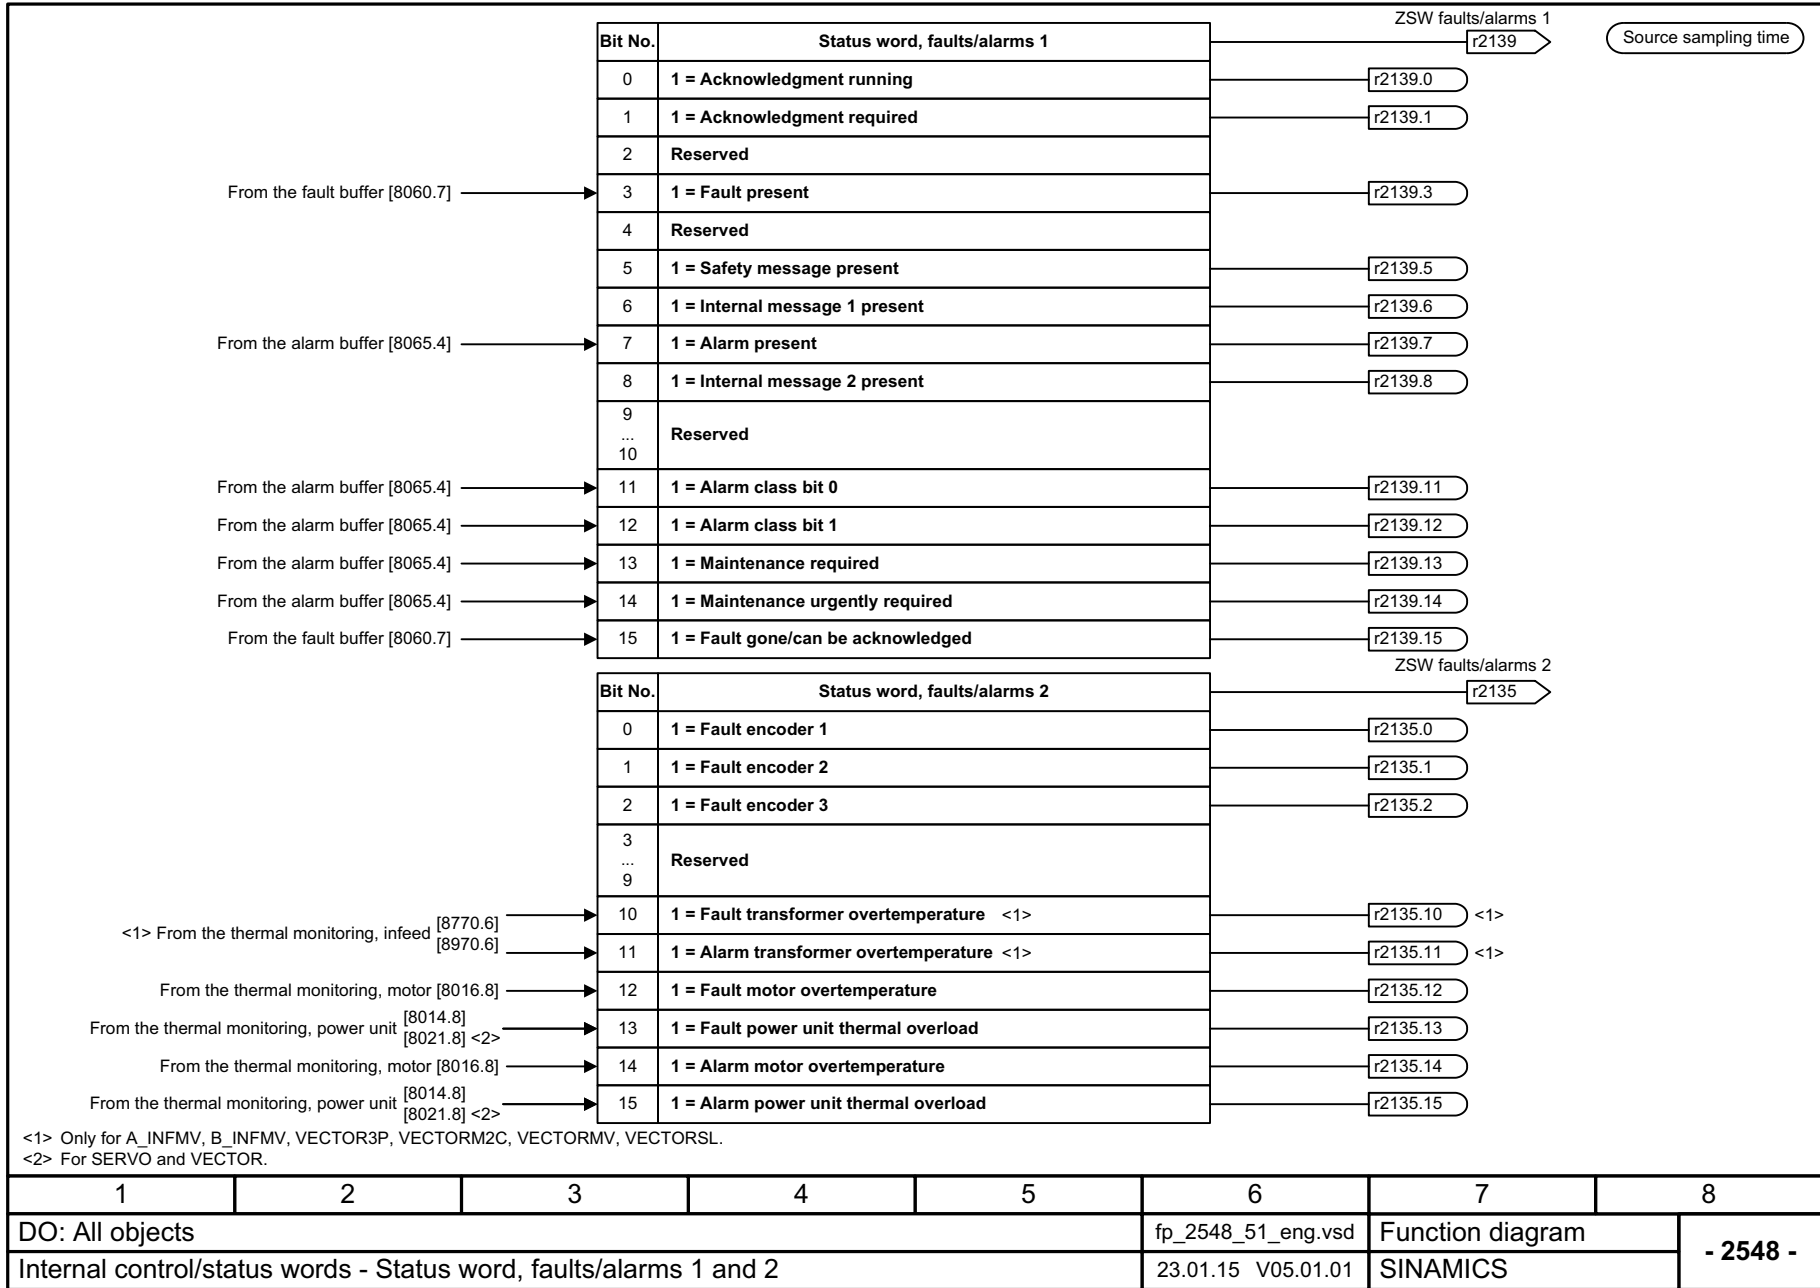 ZSW faults/alarms 1
Bit No. Status word, faults/alarms 1 r2139 Source sampling time
0 1 = Acknowledgment running r2139.0
1 1 = Acknowledgment required r2139.1
2 Reserved
From the fault buffer [8060.7] 3 1 = Fault present r2139.3
4 Reserved
5 1 = Safety message present r2139.5
6 1 = Internal message 1 present r2139.6
From the alarm buffer [8065.4] 7 1 = Alarm present r2139.7
8 1 = Internal message 2 present r2139.8
9
... Reserved
10
From the alarm buffer [8065.4] 11 1 = Alarm class bit 0 r2139.11
From the alarm buffer [8065.4] 12 1 = Alarm class bit 1 r2139.12
From the alarm buffer [8065.4] 13 1 = Maintenance required r2139.13
From the alarm buffer [8065.4] 14 1 = Maintenance urgently required r2139.14
From the fault buffer [8060.7] 15 1 = Fault gone/can be acknowledged r2139.15
ZSW faults/alarms 2
Bit No. Status word, faults/alarms 2 r2135
0 1 = Fault encoder 1 r2135.0
1 1 = Fault encoder 2 r2135.1
2 1 = Fault encoder 3 r2135.2
3
... Reserved
9
<1> From the thermal monitoring, infeed [8770.6] 10 1 = Fault transformer overtemperature <1> r2135.10 <1>
[8970.6] 11 1 = Alarm transformer overtemperature <1> r2135.11 <1>
From the thermal monitoring, motor [8016.8] 12 1 = Fault motor overtemperature r2135.12
From the thermal monitoring, power unit [8014.8] [8021.8] <2> 13 1 = Fault power unit thermal overload r2135.13
From the thermal monitoring, motor [8016.8] 14 1 = Alarm motor overtemperature r2135.14
From the thermal monitoring, power unit [8014.8] [8021.8] <2> 15 1 = Alarm power unit thermal overload r2135.15
<1> Only for A_INFMV, B_INFMV, VECTOR3P, VECTORM2C, VECTORMV, VECTORSL.
<2> For SERVO and VECTOR.
1 2 3 4 5 6 7 8
DO: All objects fp_2548_51_eng.vsd Function diagram - 2548 -
Internal control/status words - Status word, faults/alarms 1 and 2 23.01.15 V05.01.01 SINAMICS